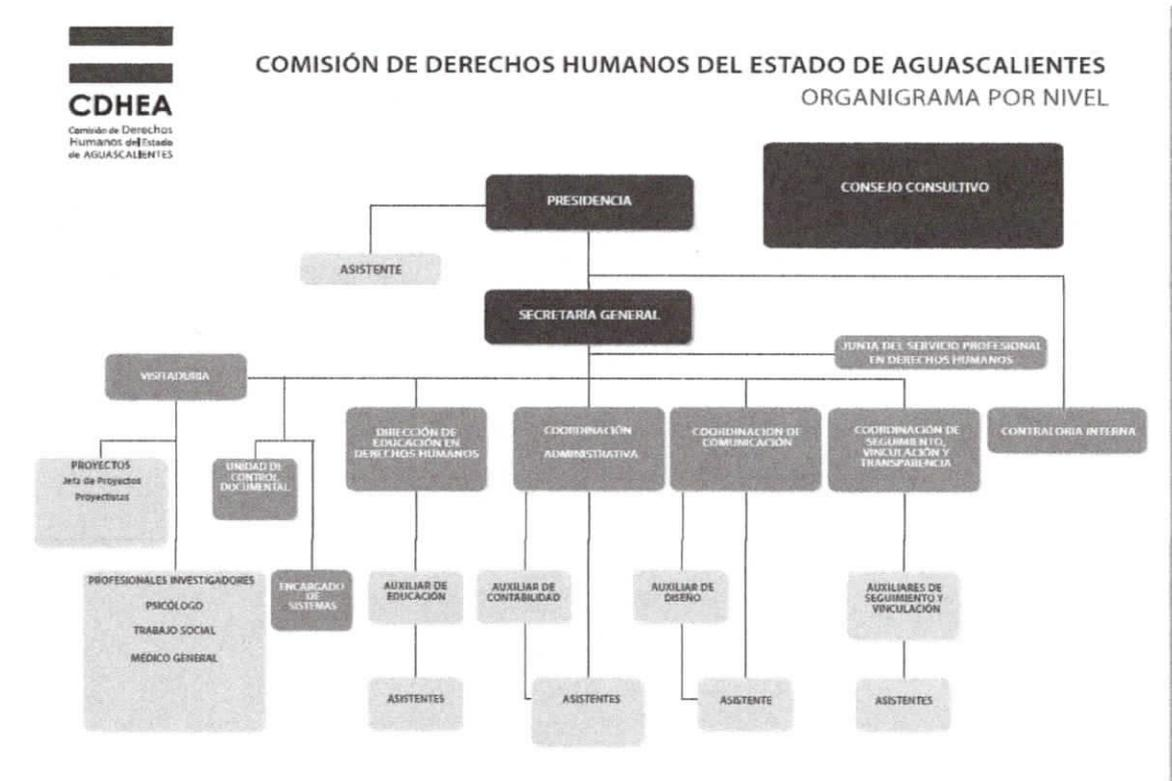 CDHEA
Comisión de Derechos
Humanos del Estado
de AGUASCALIENTES
COMISIÓN DE DERECHOS HUMANOS DEL ESTADO DE AGUASCALIENTES
ORGANIGRAMA POR NIVEL
CONSEJO CONSULTIVO
PRESIDENCIA
ASISTENTE
SECRETARÍA GENERAL
JUNTA DEL SERVICIO PROFESIONAL
EN DERECHOS HUMANOS
VISITADURIA
DIRECCIÓN DE
EDUCACIÓN EN
DERECHOS HUMANOS
COORDINACIÓN
ADMINISTRATIVA
COORDINACION DE
COMUNICACIÓN
COORDINACIÓN DE
SEGUIMIENTO,
VINCULACIÓN Y
TRANSPARENCIA
CONTRALORIA INTERNA
PROYECTOS
Jefa de Proyectos
Proyectistas
UNIDAD DE
CONTROL
DOCUMENTAL
PROFESIONALES INVESTIGADORES
PSICÓLOGO
TRABAJO SOCIAL
MÉDICO GENERAL
ENCARGADO
DE
SISTEMAS
AUXILIAR DE
EDUCACIÓN
AUXILIAR DE
CONTABILIDAD
AUXILIAR DE
DISEÑO
AUXILIARES DE
SEGUIMIENTO Y
VINCULACIÓN
ASISTENTES
ASISTENTES
ASISTENTE
ASISTENTES